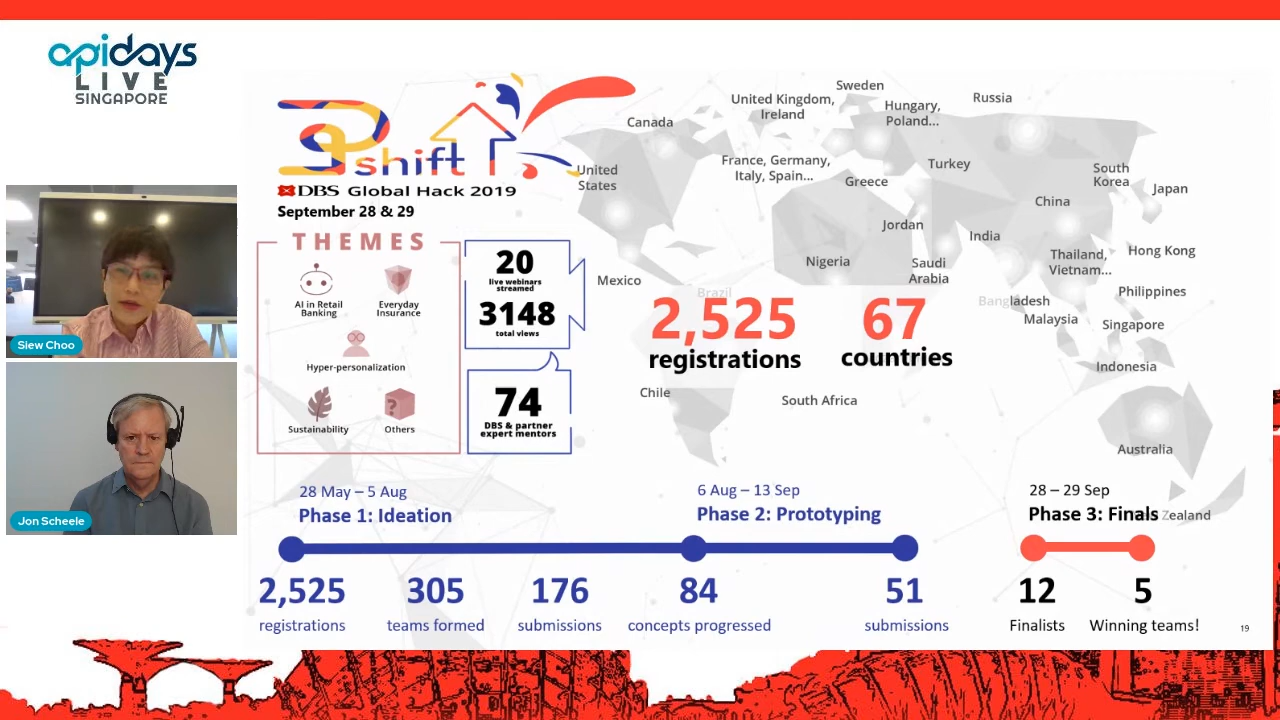 apidays
LIVE
SINGAPORE
Siew Choo
Jon Scheele
shift
DBS Global Hack 2019
September 28 & 29
THEMES
AI in Retail
Banking
Everyday
Insurance
Hyper-personalization
Sustainability
Others
20
live webinars
streamed
3148
total views
74
DBS & partner
expert mentors
Canada
United Kingdom,
Ireland
Sweden
Hungary,
Poland...
Russia
United
States
France, Germany,
Italy, Spain...
Greece
Turkey
South
Korea
Japan
China
Jordan
India
Mexico
Nigeria
Saudi
Arabia
Thailand,
Vietnam...
Hong Kong
Brazil
Bangladesh
Philippines
Malaysia
Singapore
Indonesia
2,525
registrations
67
countries
Chile
South Africa
Australia
Zealand
28 May – 5 Aug
Phase 1: Ideation
6 Aug – 13 Sep
Phase 2: Prototyping
28 – 29 Sep
Phase 3: Finals
2,525
registrations
305
teams formed
176
submissions
84
concepts progressed
51
submissions
12
Finalists
5
Winning teams!
19